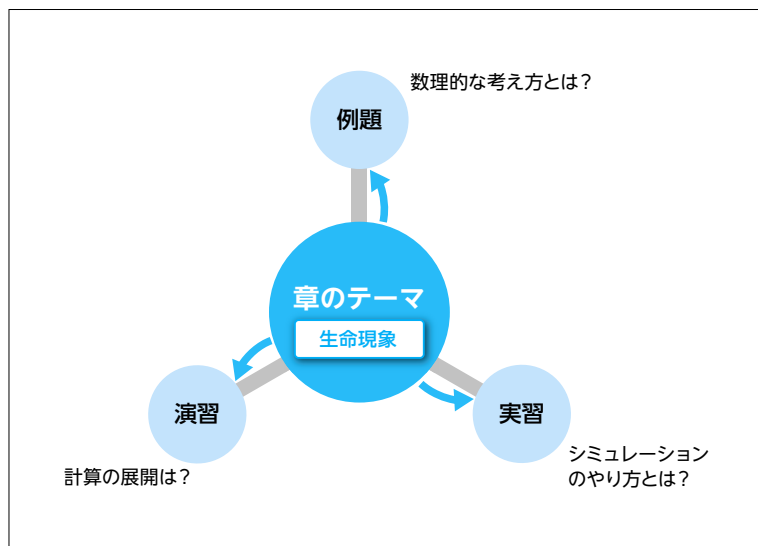 数理的な考え方とは？
例題
章のテーマ
生命現象
演習
計算の展開は？
実習
シミュレーション
のやり方とは？